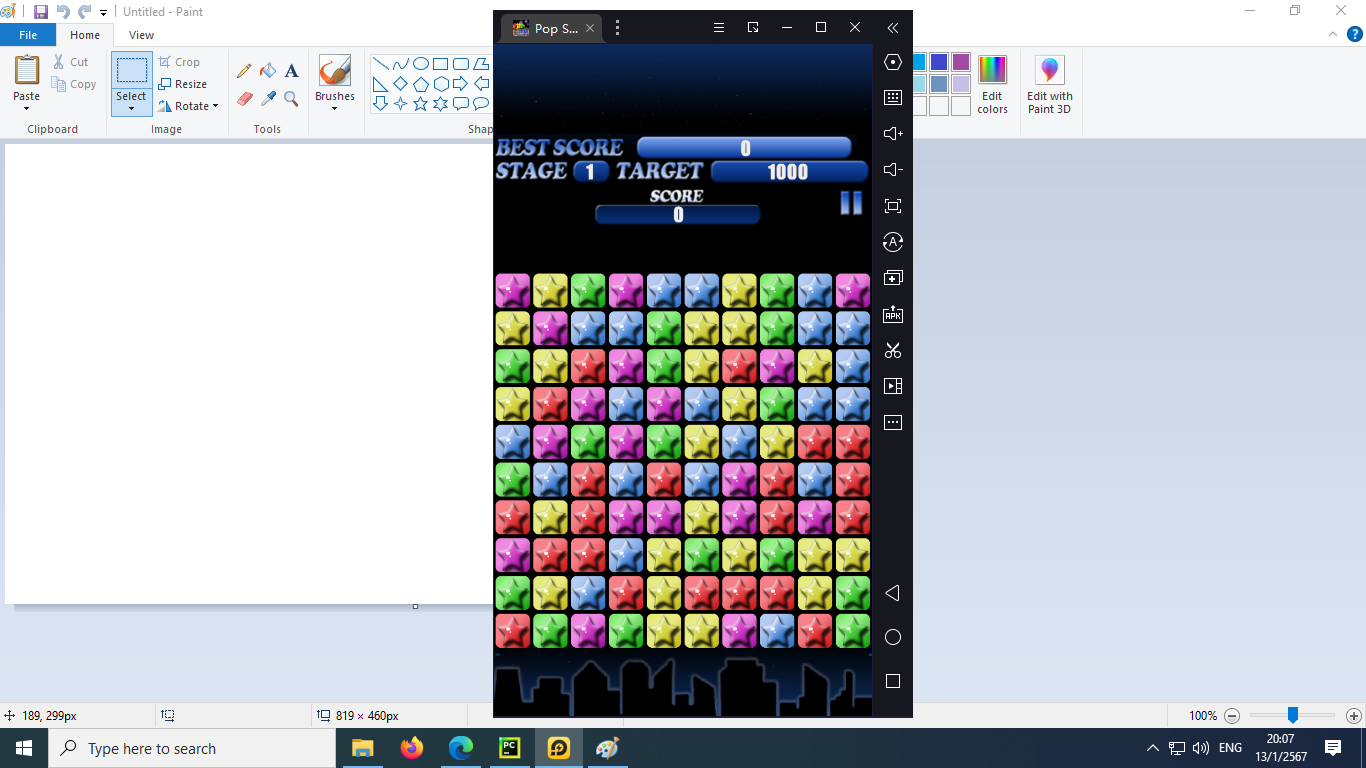 Untitled - Paint
File Home View
Paste
Cut
Copy
Clipboard
Select
Crop
Resize
Rotate
Image
A
Tools
Brushes
Shap
Edit colors
Edit with Paint 3D
Pop S...
BEST SCORE 0
STAGE 1 TARGET 1000
SCORE
0
A
APK
189, 299px
819 × 460px
100%
Type here to search
PC
ENG
20:07
13/1/2567